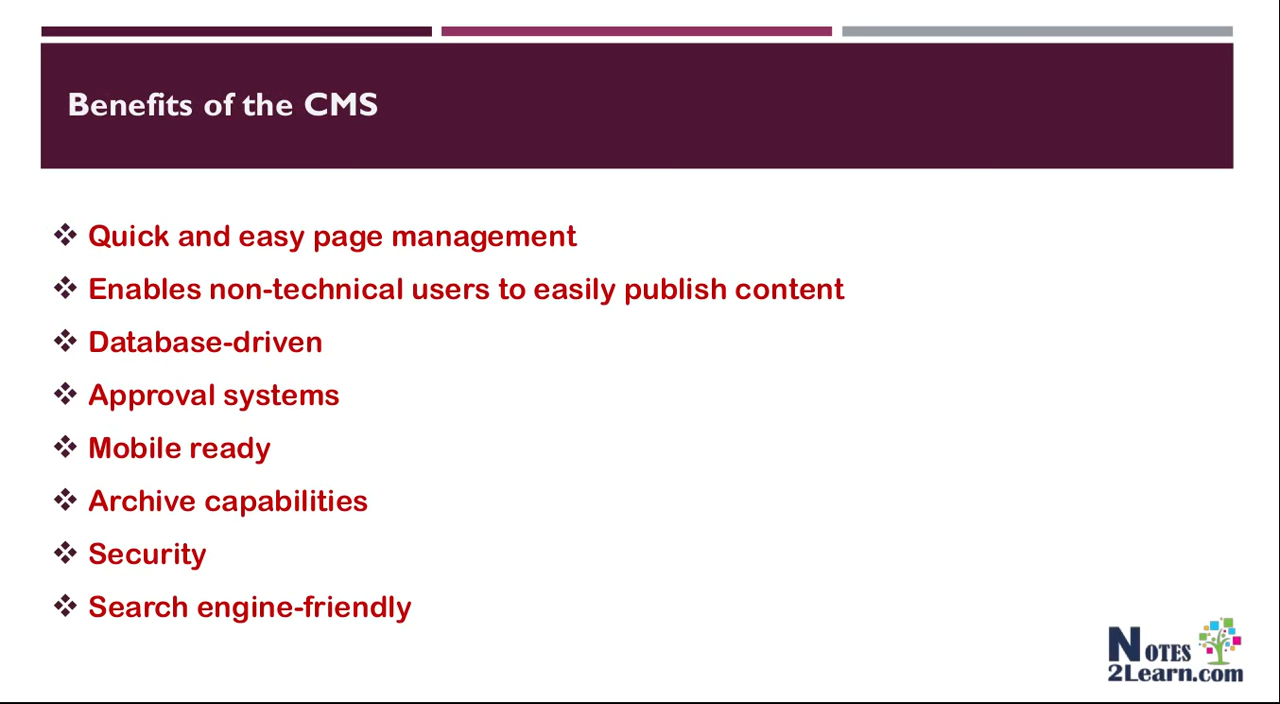 Benefits of the CMS
❖ Quick and easy page management
❖ Enables non-technical users to easily publish content
❖ Database-driven
❖ Approval systems
❖ Mobile ready
❖ Archive capabilities
❖ Security
❖ Search engine-friendly
NOTES
2Learn.com